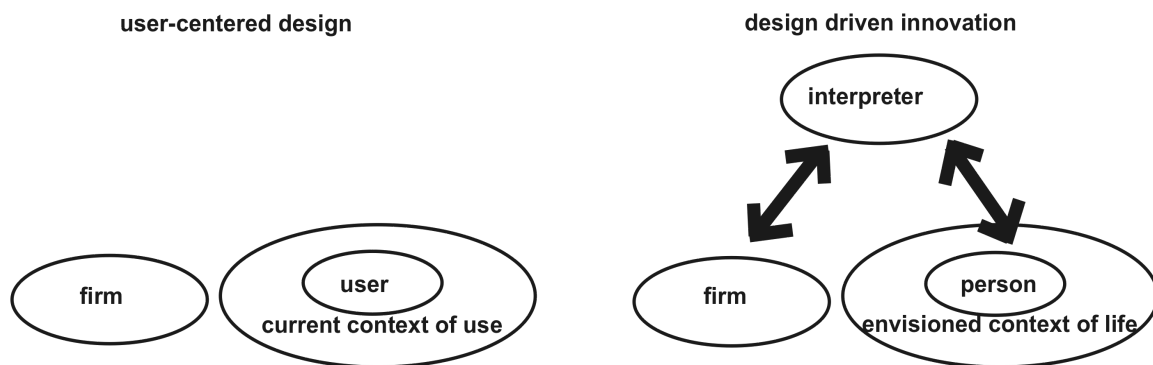 user-centered design
firm
user
current context of use
design driven innovation
interpreter
firm
person
envisioned context of life